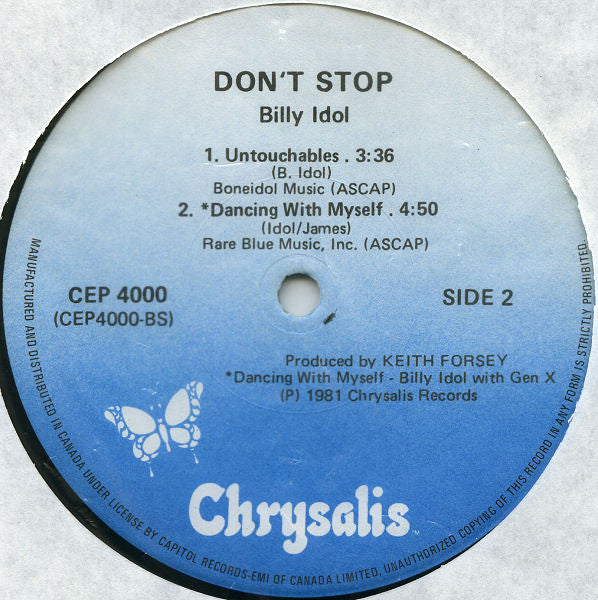 DON'T STOP
Billy Idol
1. Untouchables . 3:36
(B. Idol)
Boneidol Music (ASCAP)
2. *Dancing With Myself . 4:50
(Idol/James)
Rare Blue Music, Inc. (ASCAP)
CEP 4000
(CEP4000-BS)
SIDE 2
Produced by KEITH FORSEY
*Dancing With Myself - Billy Idol with Gen X
(P) 1981 Chrysalis Records
Chrysalis™
MANUFACTURED AND DISTRIBUTED IN CANADA UNDER LICENSE BY CAPITOL RECORDS-EMI OF CANADA LIMITED, UNAUTHORIZED COPYING OF THIS RECORD IN ANY FORM IS STRICTLY PROHIBITED.